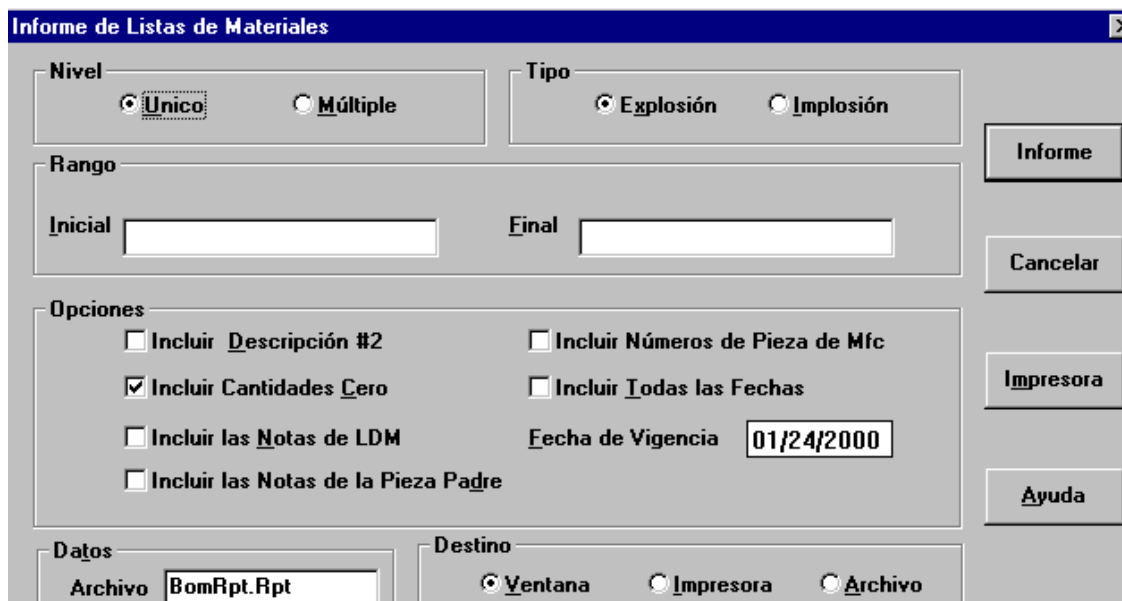 Informe de Listas de Materiales
Nivel
Unico Múltiple
Tipo
Explosión Implosión
Rango
Inicial
Final
Opciones
Incluir Descripción #2
Incluir Cantidades Cero
Incluir las Notas de LDM
Incluir las Notas de la Pieza Padre
Incluir Números de Pieza de Mfc
Incluir Todas las Fechas
Fecha de Vigencia 01/24/2000
Datos
Archivo BomRpt.Rpt
Destino
Ventana Impresora Archivo
Informe
Cancelar
Impresora
Ayuda